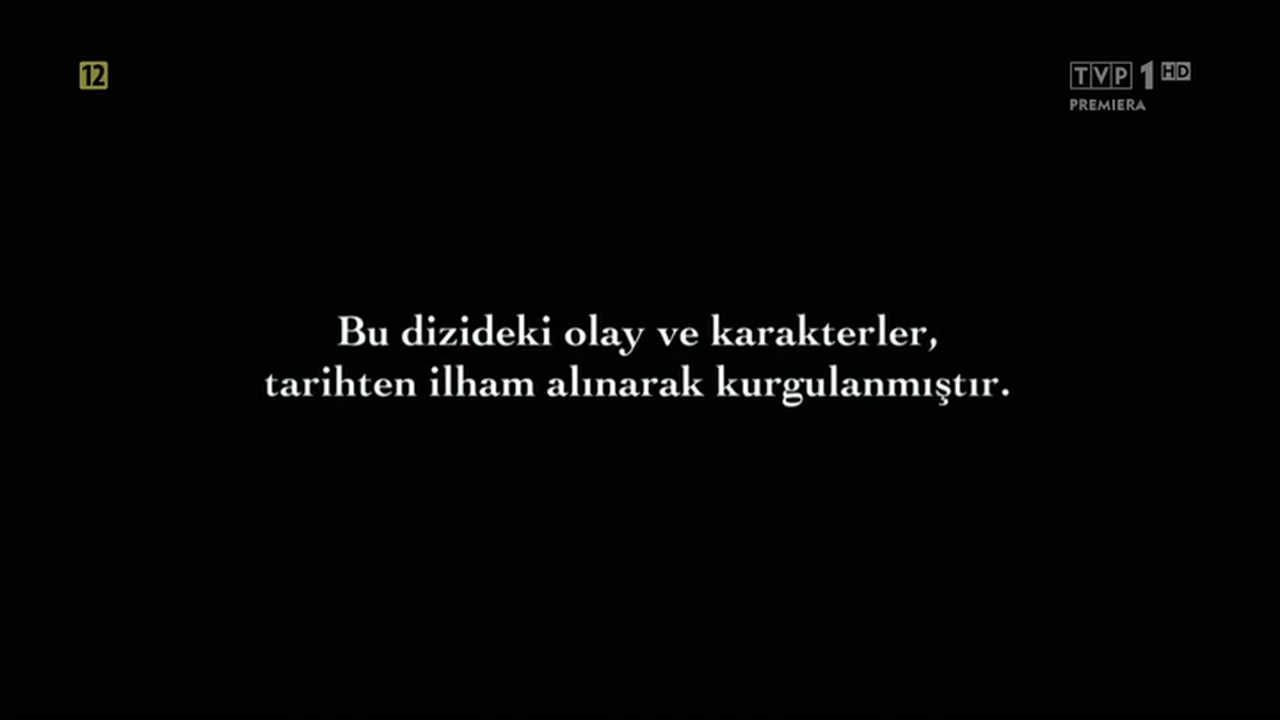 12
TVP 1 HD
PREMIERA
Bu dizideki olay ve karakterler,
tarihten ilham alınarak kurgulanmıştır.